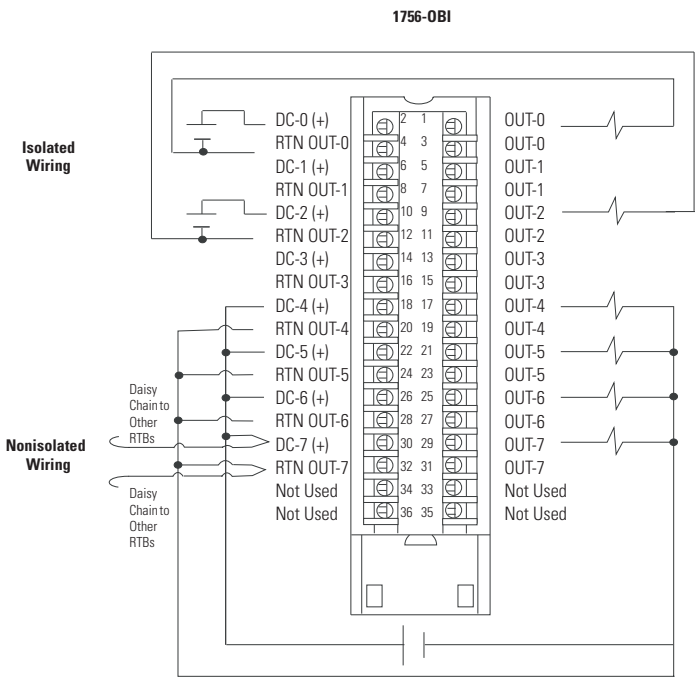 1756-OBI
Isolated
Wiring
DC-0 (+) 2 1 OUT-0
RTN OUT-0 4 3 OUT-0
DC-1 (+) 6 5 OUT-1
RTN OUT-1 8 7 OUT-1
DC-2 (+) 10 9 OUT-2
RTN OUT-2 12 11 OUT-2
DC-3 (+) 14 13 OUT-3
RTN OUT-3 16 15 OUT-3
DC-4 (+) 18 17 OUT-4
RTN OUT-4 20 19 OUT-4
DC-5 (+) 22 21 OUT-5
RTN OUT-5 24 23 OUT-5
DC-6 (+) 26 25 OUT-6
RTN OUT-6 28 27 OUT-6
DC-7 (+) 30 29 OUT-7
RTN OUT-7 32 31 OUT-7
Not Used 34 33 Not Used
Not Used 36 35 Not Used
Nonisolated
Wiring
Daisy
Chain to
Other
RTBs
Daisy
Chain to
Other
RTBs